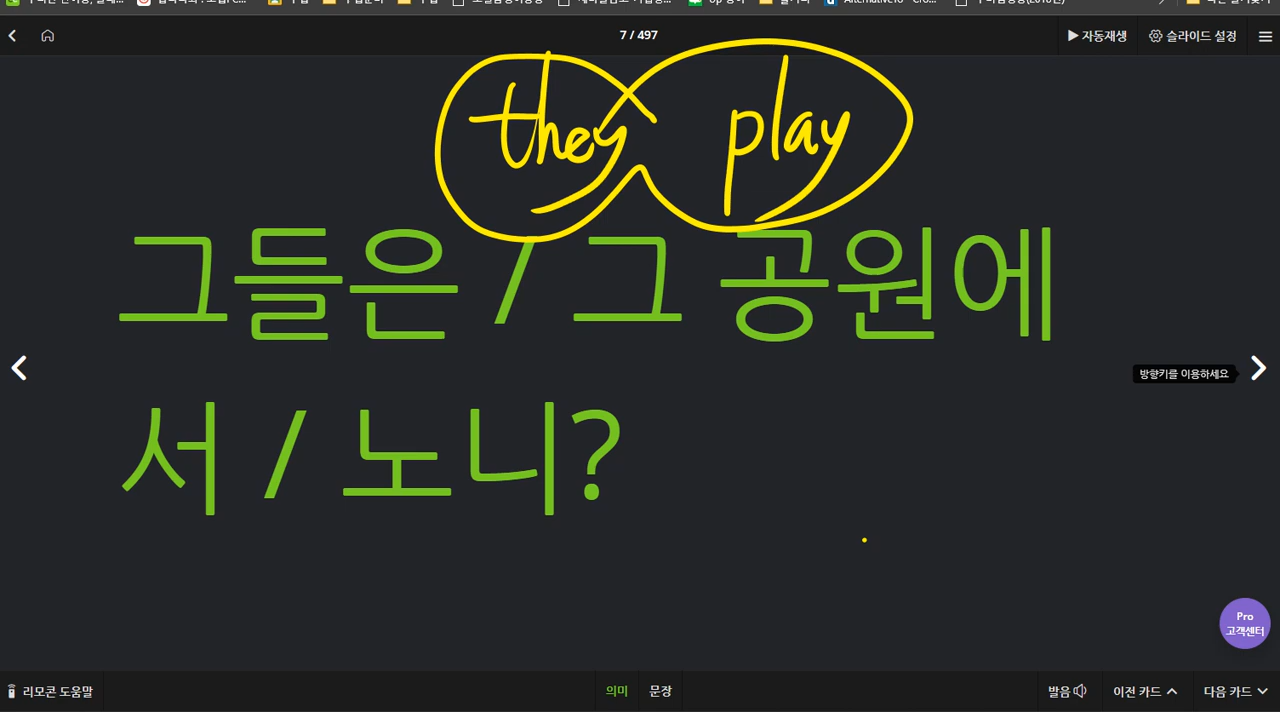 7 / 497
자동재생
슬라이드 설정
they play
그들은 / 그 공원에
서 / 노니?
방향키를 이용하세요
Pro
고객센터
리모콘 도움말
의미 문장
발음
이전 카드
다음 카드